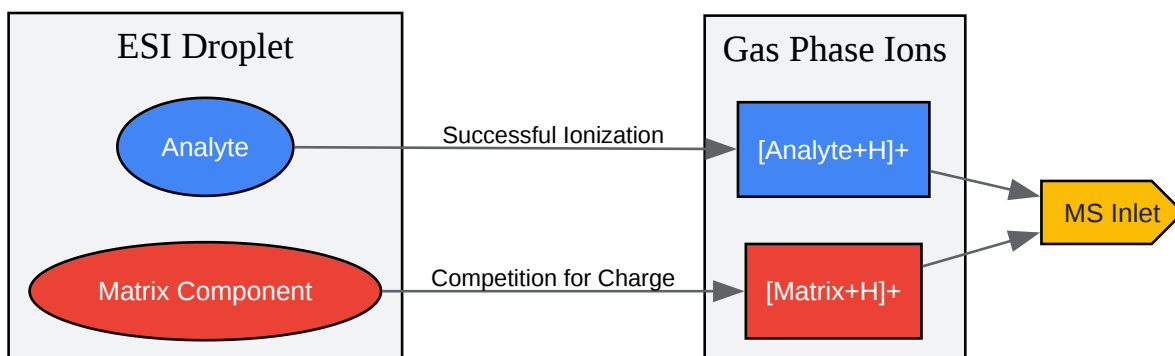 ESI Droplet
Gas Phase Ions
Analyte
Successful Ionization
[Analyte+H]+
MS Inlet
Matrix Component
Competition for Charge
[Matrix+H]+